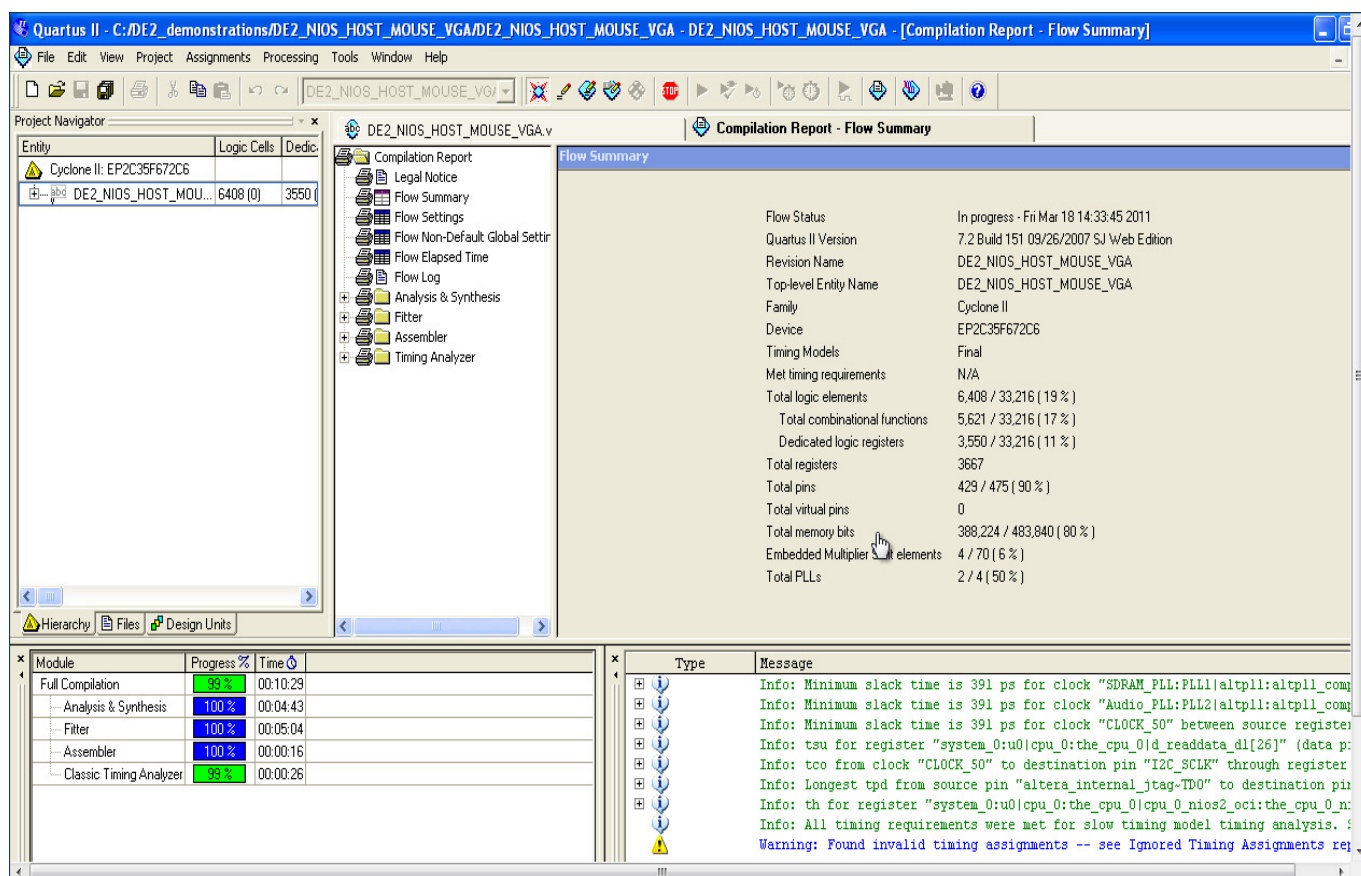 Quartus II - C:/DE2_demonstrations/DE2_NIOS_HOST_MOUSE_VGA/DE2_NIOS_HOST_MOUSE_VGA - DE2_NIOS_HOST_MOUSE_VGA - [Compilation Report - Flow Summary]
File Edit View Project Assignments Processing Tools Window Help
DE2_NIOS_HOST_MOUSE_VGA
STOP
Project Navigator
Entity Logic Cells Dedic
Cyclone II: EP2C35F672C6
abc DE2_NIOS_HOST_MOU... 6408 (0) 3550 (
Hierarchy Files Design Units
abc DE2_NIOS_HOST_MOUSE_VGA.v
Compilation Report - Flow Summary
Compilation Report
Legal Notice
Flow Summary
Flow Settings
Flow Non-Default Global Settin
Flow Elapsed Time
Flow Log
Analysis & Synthesis
Fitter
Assembler
Timing Analyzer
Flow Summary
Flow Status In progress - Fri Mar 18 14:33:45 2011
Quartus II Version 7.2 Build 151 09/26/2007 SJ Web Edition
Revision Name DE2_NIOS_HOST_MOUSE_VGA
Top-level Entity Name DE2_NIOS_HOST_MOUSE_VGA
Family Cyclone II
Device EP2C35F672C6
Timing Models Final
Met timing requirements N/A
Total logic elements 6,408 / 33,216 ( 19 % )
Total combinational functions 5,621 / 33,216 ( 17 % )
Dedicated logic registers 3,550 / 33,216 ( 11 % )
Total registers 3667
Total pins 429 / 475 ( 90 % )
Total virtual pins 0
Total memory bits 388,224 / 483,840 ( 80 % )
Embedded Multiplier elements 4 / 70 ( 6 % )
Total PLLs 2 / 4 ( 50 % )
Module Progress % Time
Full Compilation 99 % 00:10:29
Analysis & Synthesis 100 % 00:04:43
Fitter 100 % 00:05:04
Assembler 100 % 00:00:16
Classic Timing Analyzer 99 % 00:00:26
Type Message
Info: Minimum slack time is 391 ps for clock "SDRAM_PLL:PLL1|altpll:altpll_comp
Info: Minimum slack time is 391 ps for clock "Audio_PLL:PLL2|altpll:altpll_comp
Info: Minimum slack time is 391 ps for clock "CLOCK_50" between source registe
Info: tsu for register "system_0:u0|cpu_0:the_cpu_0|d_readdata_d1[26]" (data p
Info: tco from clock "CLOCK_50" to destination pin "I2C_SCLK" through register
Info: Longest tpd from source pin "altera_internal_jtag~TDO" to destination pin
Info: th for register "system_0:u0|cpu_0:the_cpu_0|cpu_0_nios2_oci:the_cpu_0_n
Info: All timing requirements were met for slow timing model timing analysis.
Warning: Found invalid timing assignments -- see Ignored Timing Assignments rep